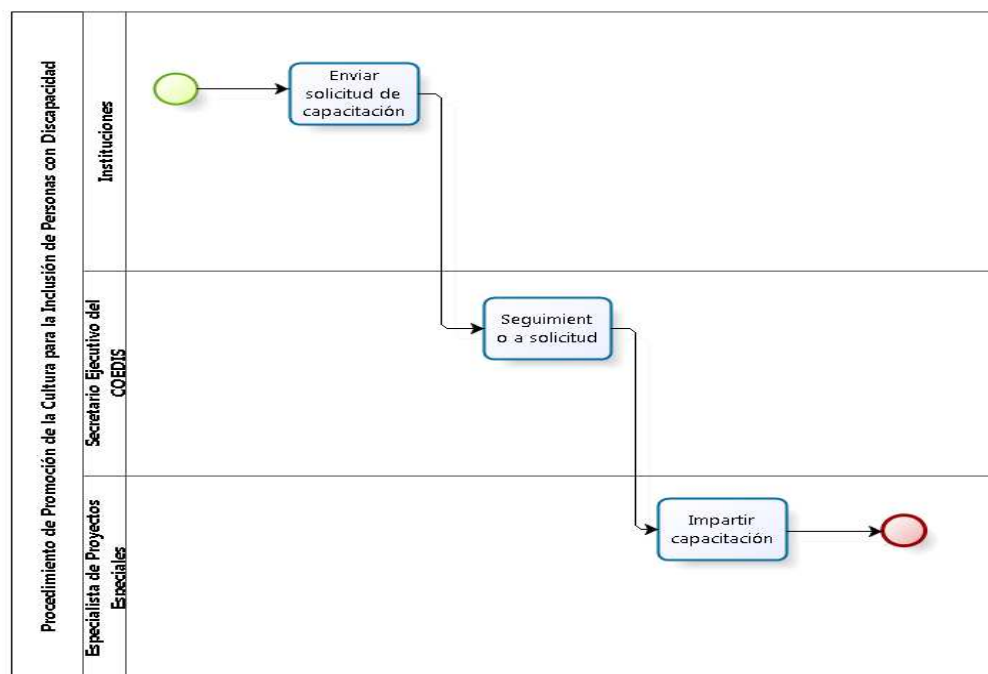 Procedimiento de Promoción de la Cultura para la Inclusión de Personas con Discapacidad
Instituciones
Enviar
solicitud de
capacitación
Secretario Ejecutivo del
COEDIS
Seguimient
o a solicitud
Especialista de Proyectos
Especiales
Impartir
capacitación